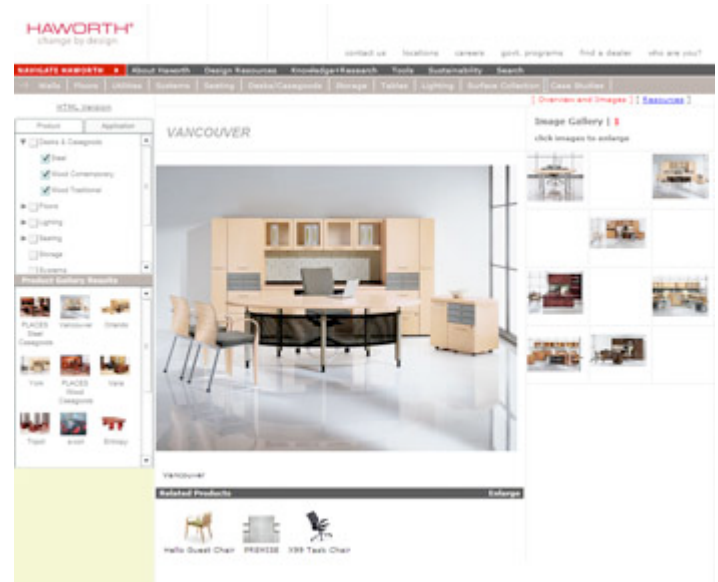 HAWORTH®
change by design
contact us locations careers govt. programs find a dealer who are you?
NAVIGATE HAWORTH About Haworth Design Resources Knowledge+Research Tools Sustainability Search
Walls | Floors | Utilities | Systems | Seating | Desks/Casegoods | Storage | Tables | Lighting | Surface Collection | Case Studies
[ Overview and Images ] [ Resources ]
HTML Version
Product Application
Desks & Casegoods
Steel
Wood Contemporary
Wood Traditional
Floors
Lighting
Seating
Storage
Systems
Product Gallery Results
PLACES Steel Casegoods
Vancouver
Orlando
York
PLACES Wood Casegoods
Varia
Tripoli
VANCOUVER
Vancouver
Related Products Enlarge
Hello Guest Chair PREMISE X99 Task Chair
Image Gallery | 1
click images to enlarge